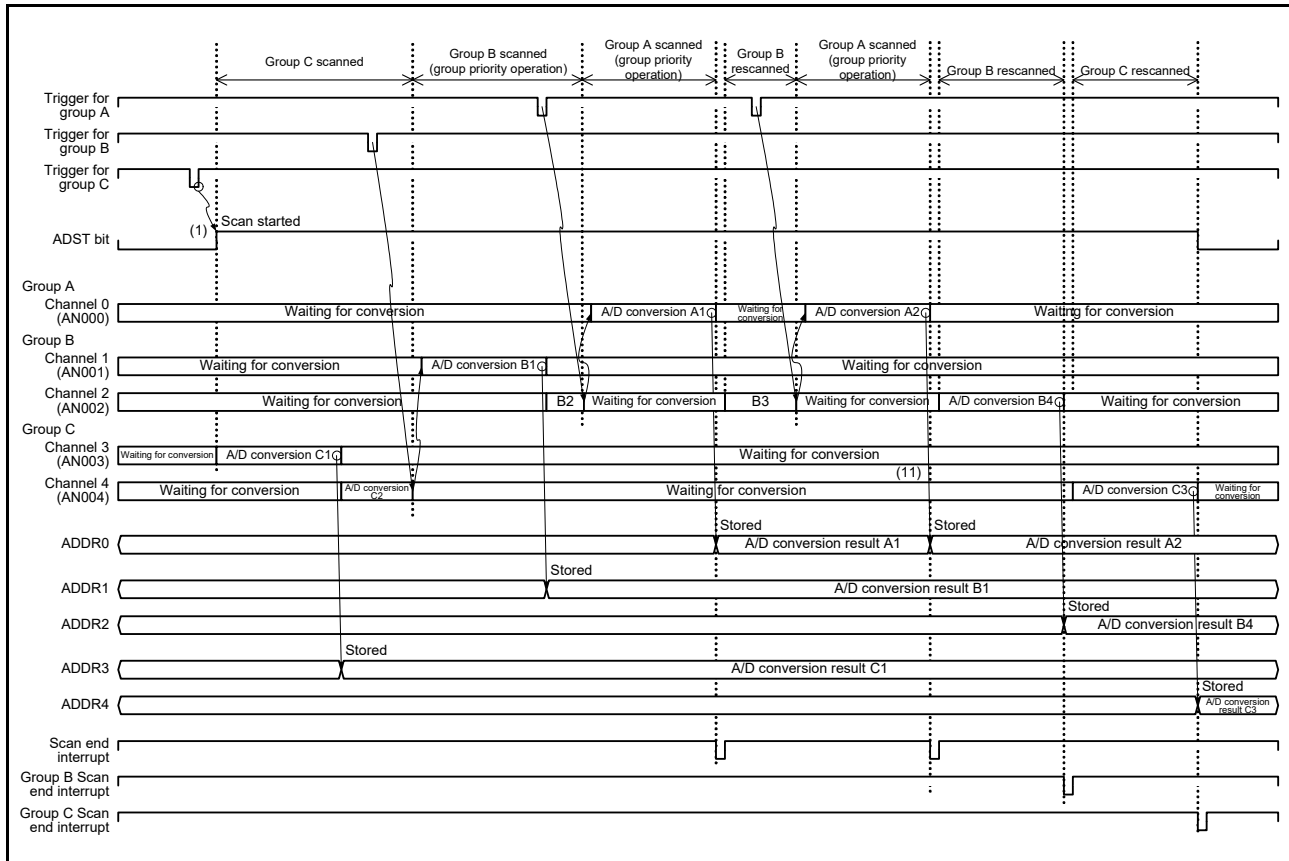 Group C scanned
Group B scanned
(group priority operation)
Group A scanned
(group priority
operation)
Group B
rescanned
Group A scanned
(group priority
operation)
Group B rescanned
Group C rescanned
Trigger for
group A
Trigger for
group B
Trigger for
group C
(1)
Scan started
ADST bit
Group A
Channel 0
(AN000)
Waiting for conversion
A/D conversion A1
Waiting for
conversion
A/D conversion A2
Waiting for conversion
Group B
Channel 1
(AN001)
Waiting for conversion
A/D conversion B1
Waiting for conversion
Channel 2
(AN002)
Waiting for conversion
B2
Waiting for conversion
B3
Waiting for conversion
A/D conversion B4
Waiting for conversion
Group C
Channel 3
(AN003)
Waiting for conversion
A/D conversion C1
Waiting for conversion
(11)
Channel 4
(AN004)
Waiting for conversion
A/D conversion
C2
Waiting for conversion
A/D conversion C3
Waiting for
conversion
ADDR0
Stored
A/D conversion result A1
Stored
A/D conversion result A2
ADDR1
Stored
A/D conversion result B1
ADDR2
Stored
A/D conversion result B4
ADDR3
Stored
A/D conversion result C1
ADDR4
Stored
A/D conversion
result C3
Scan end
interrupt
Group B Scan
end interrupt
Group C Scan
end interrupt